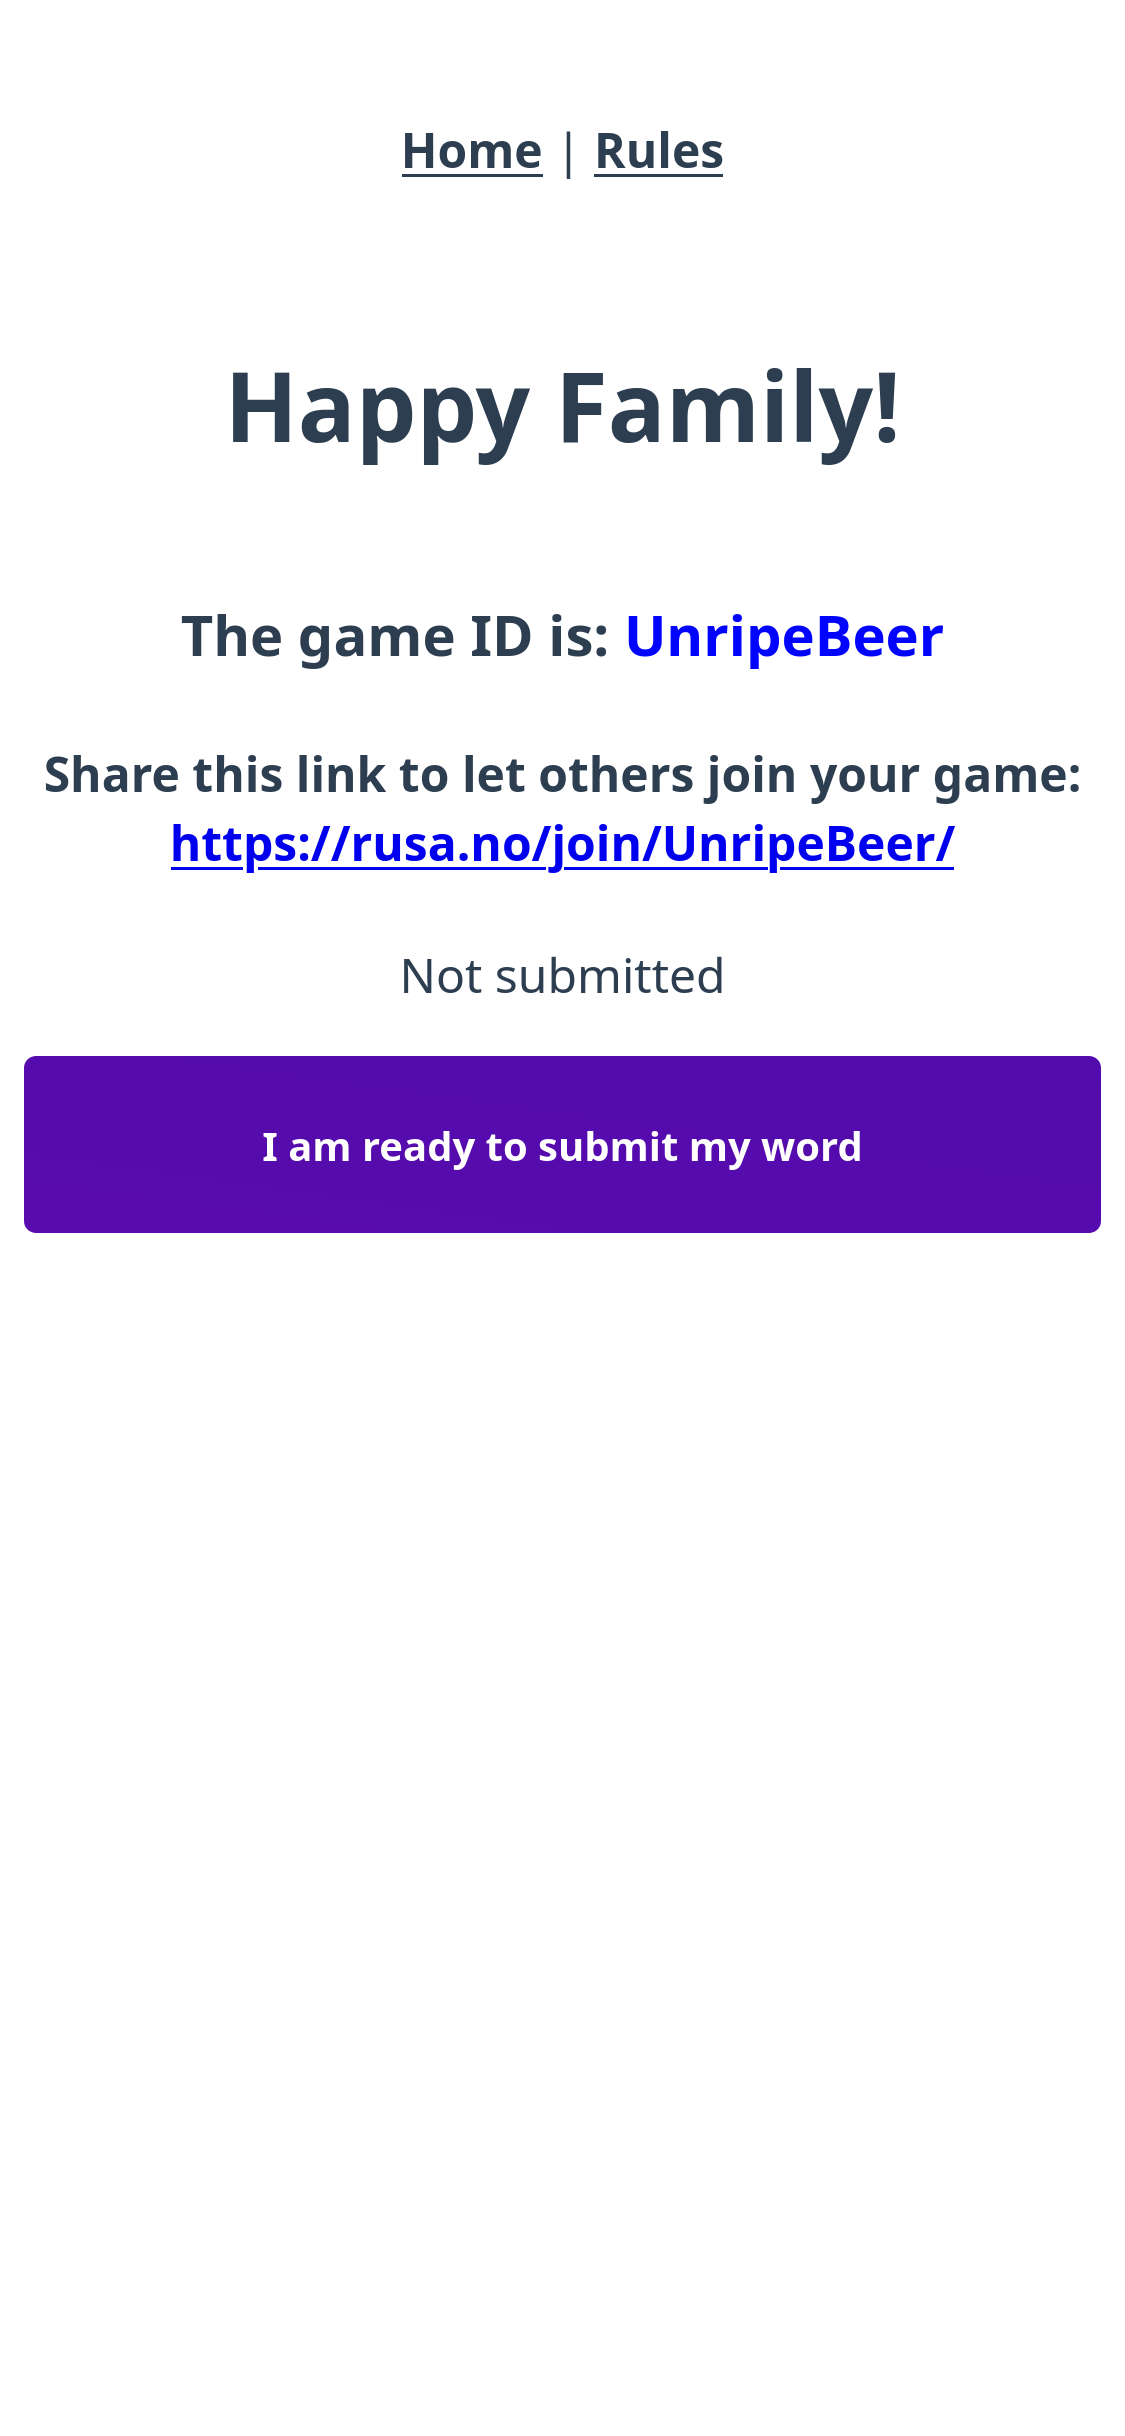 Home | Rules
Happy Family!
The game ID is: UnripeBeer
Share this link to let others join your game:
https://rusa.no/join/UnripeBeer/
Not submitted
I am ready to submit my word